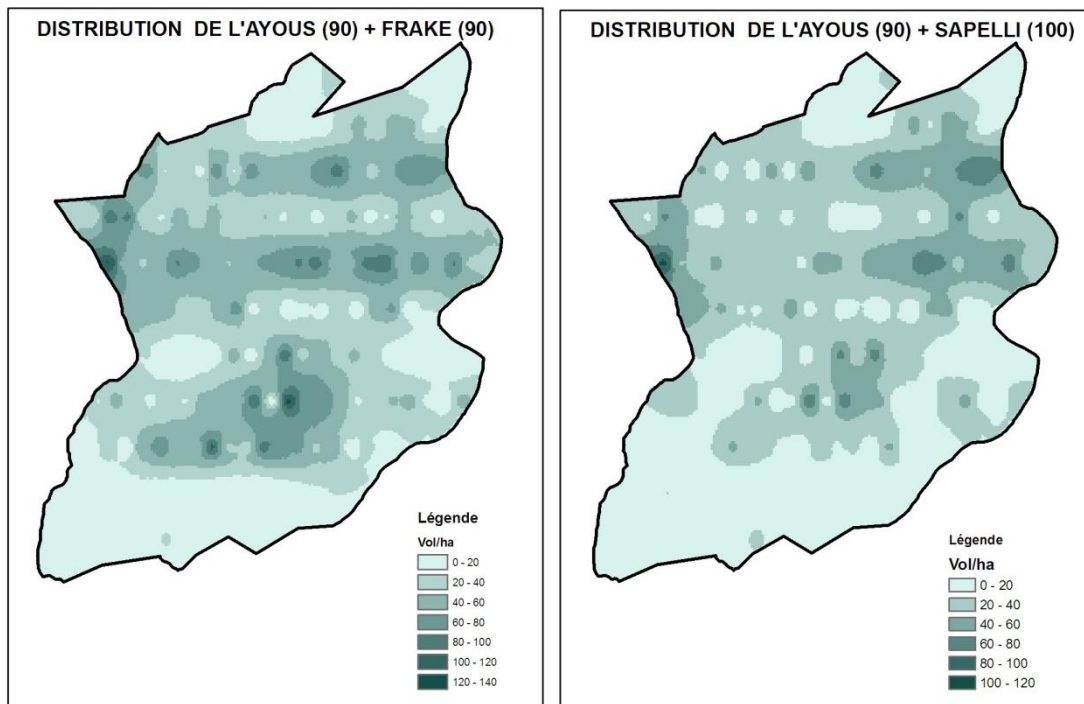 DISTRIBUTION DE L'AYOUS (90) + FRAKE (90)
Légende
Vol/ha
0 - 20
20 - 40
40 - 60
60 - 80
80 - 100
100 - 120
120 - 140
DISTRIBUTION DE L'AYOUS (90) + SAPELLI (100)
Légende
Vol/ha
0 - 20
20 - 40
40 - 60
60 - 80
80 - 100
100 - 120